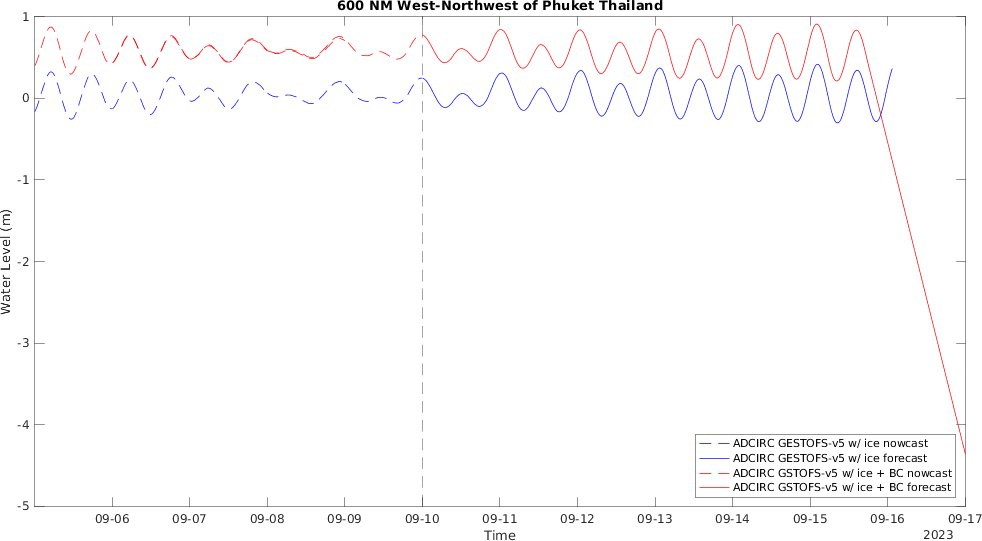 600 NM West-Northwest of Phuket Thailand
1
0
-1
-2
-3
-4
-5
Water Level (m)
09-06
09-07
09-08
09-09
09-10
09-11
09-12
09-13
09-14
09-15
09-16
09-17
Time
2023
ADCIRC GESTOFS-v5 w/ ice nowcast
ADCIRC GESTOFS-v5 w/ ice forecast
ADCIRC GSTOFS-v5 w/ ice + BC nowcast
ADCIRC GSTOFS-v5 w/ ice + BC forecast